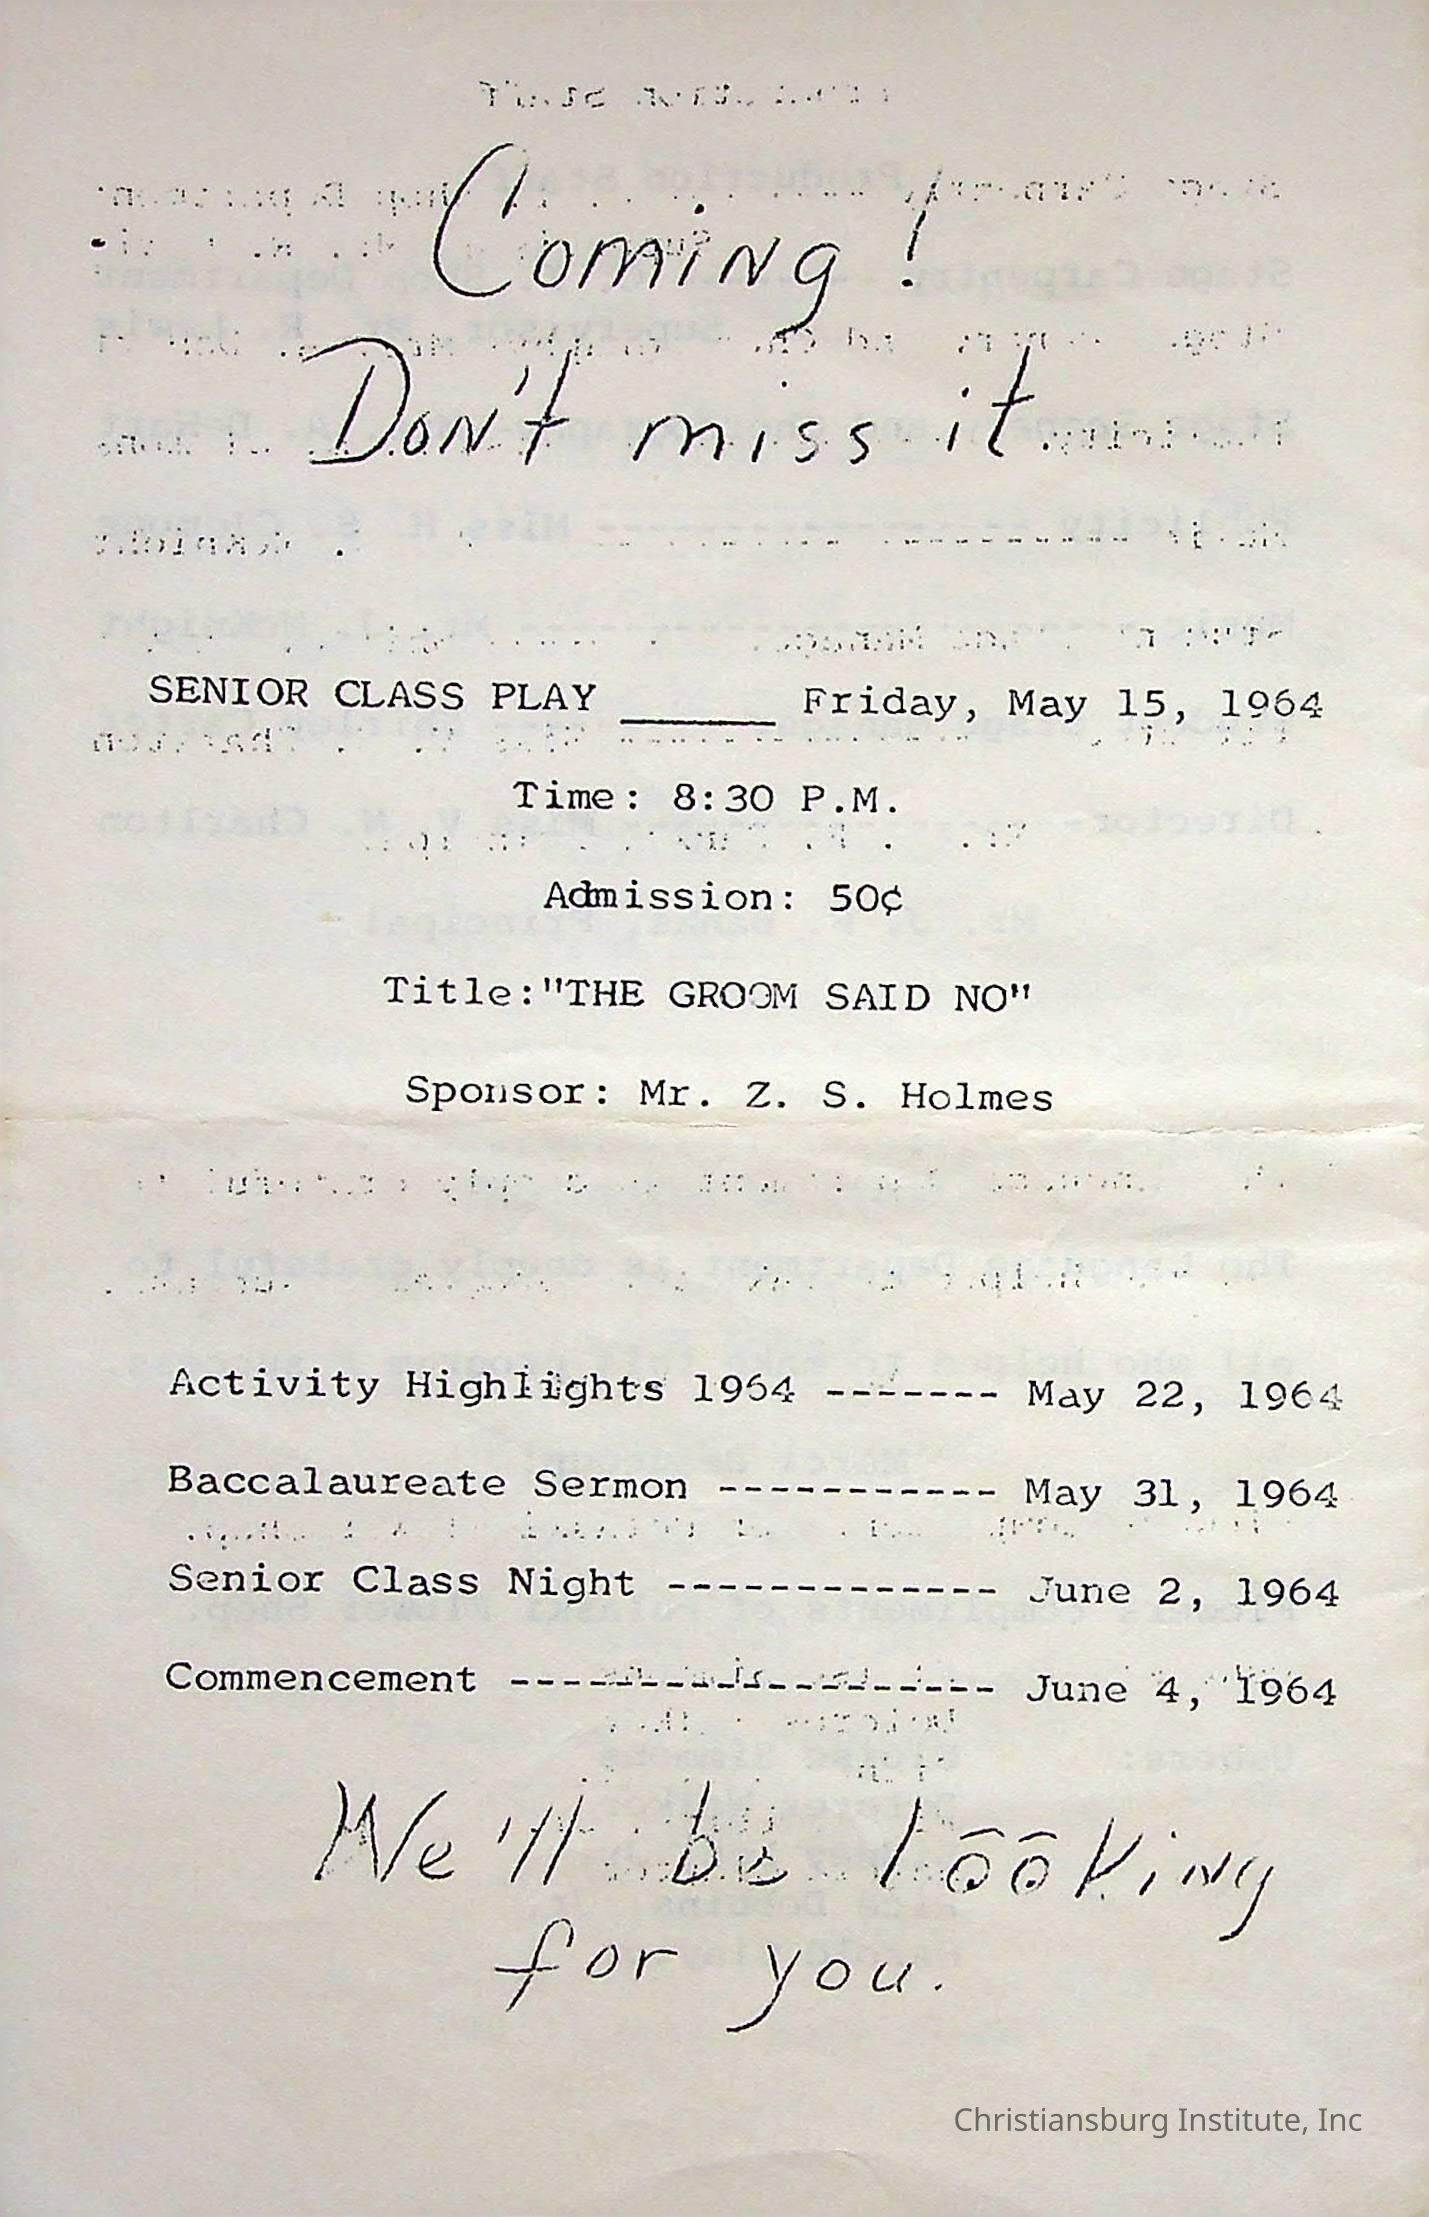 Coming!
Don't miss it.
SENIOR CLASS PLAY ______ Friday, May 15, 1964
Time: 8:30 P.M.
Admission: 50¢
Title:"THE GROOM SAID NO"
Sponsor: Mr. Z. S. Holmes
Activity Highlights 1964 ------- May 22, 1964
Baccalaureate Sermon ----------- May 31, 1964
Senior Class Night ------------- June 2, 1964
Commencement ------------------- June 4, 1964
We'll be looking
for you.
Christiansburg Institute, Inc